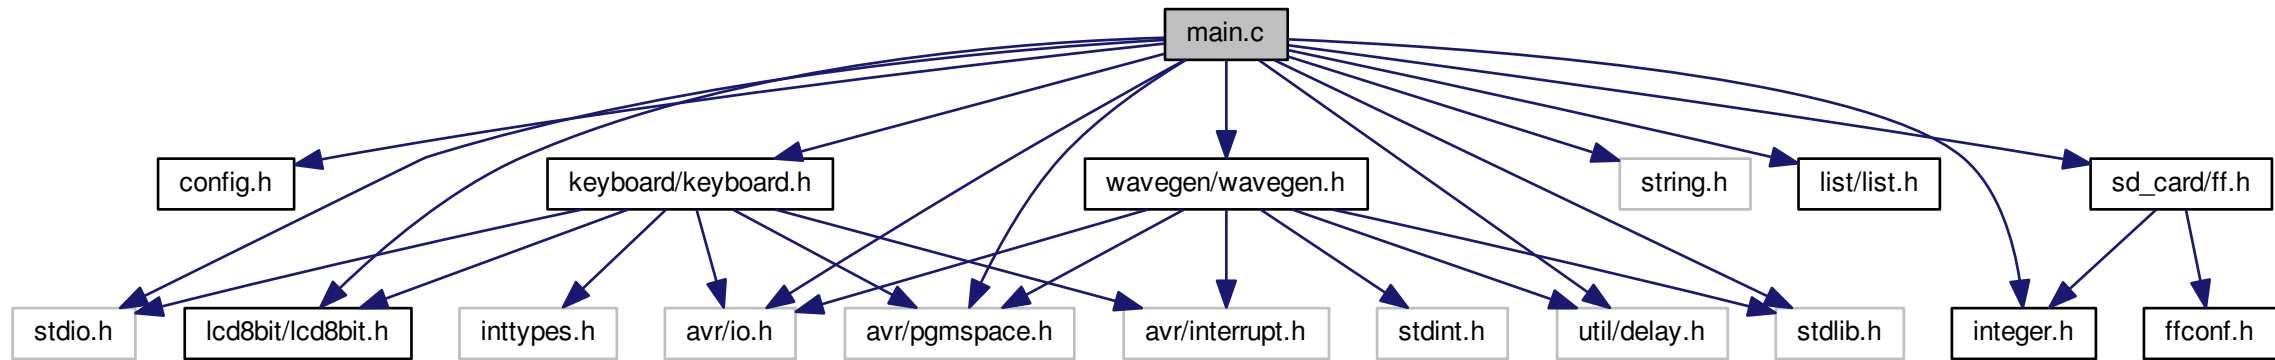 main.c
config.h
keyboard/keyboard.h
wavegen/wavegen.h
string.h
list/list.h
sd_card/ff.h
stdio.h
lcd8bit/lcd8bit.h
inttypes.h
avr/io.h
avr/pgmspace.h
avr/interrupt.h
stdint.h
util/delay.h
stdlib.h
integer.h
ffconf.h